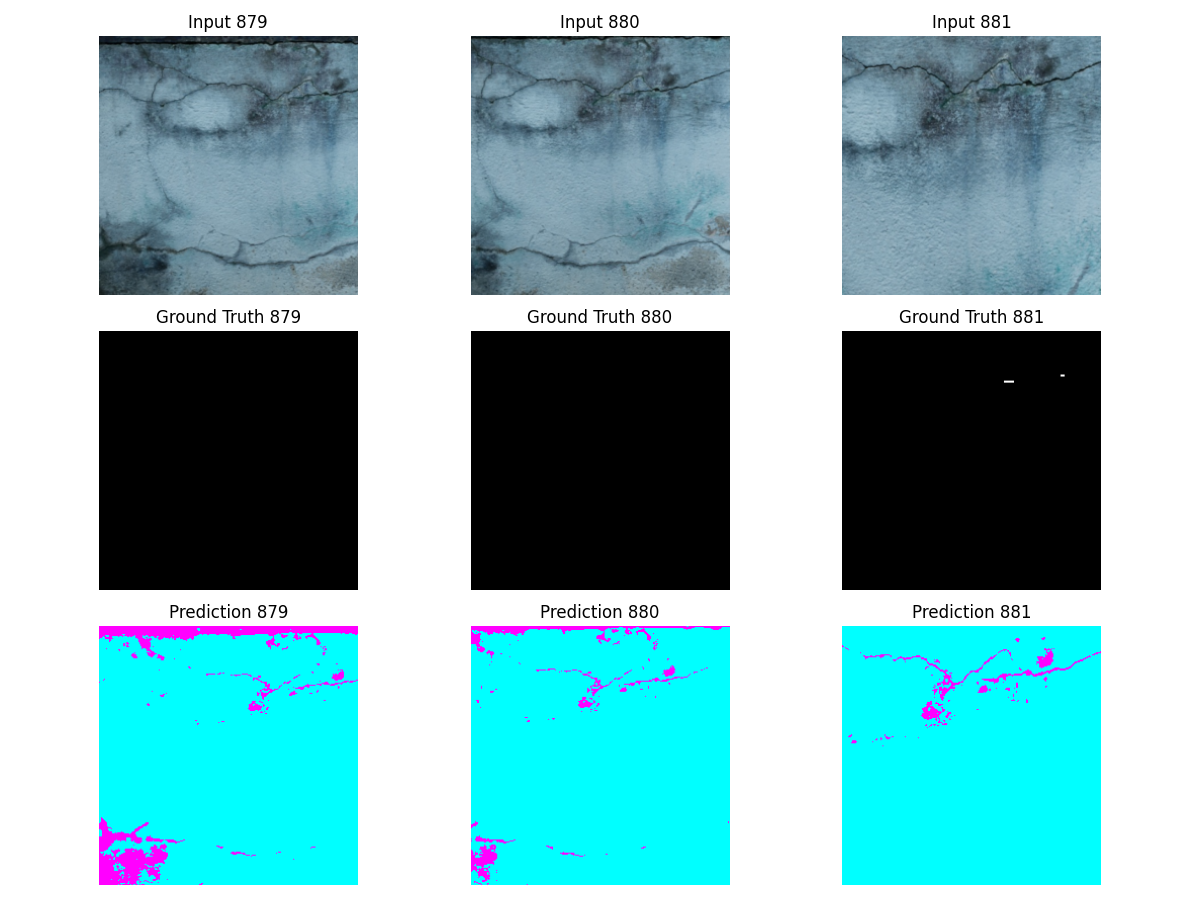 Input 879
Input 880
Input 881
Ground Truth 879
Ground Truth 880
Ground Truth 881
Prediction 879
Prediction 880
Prediction 881